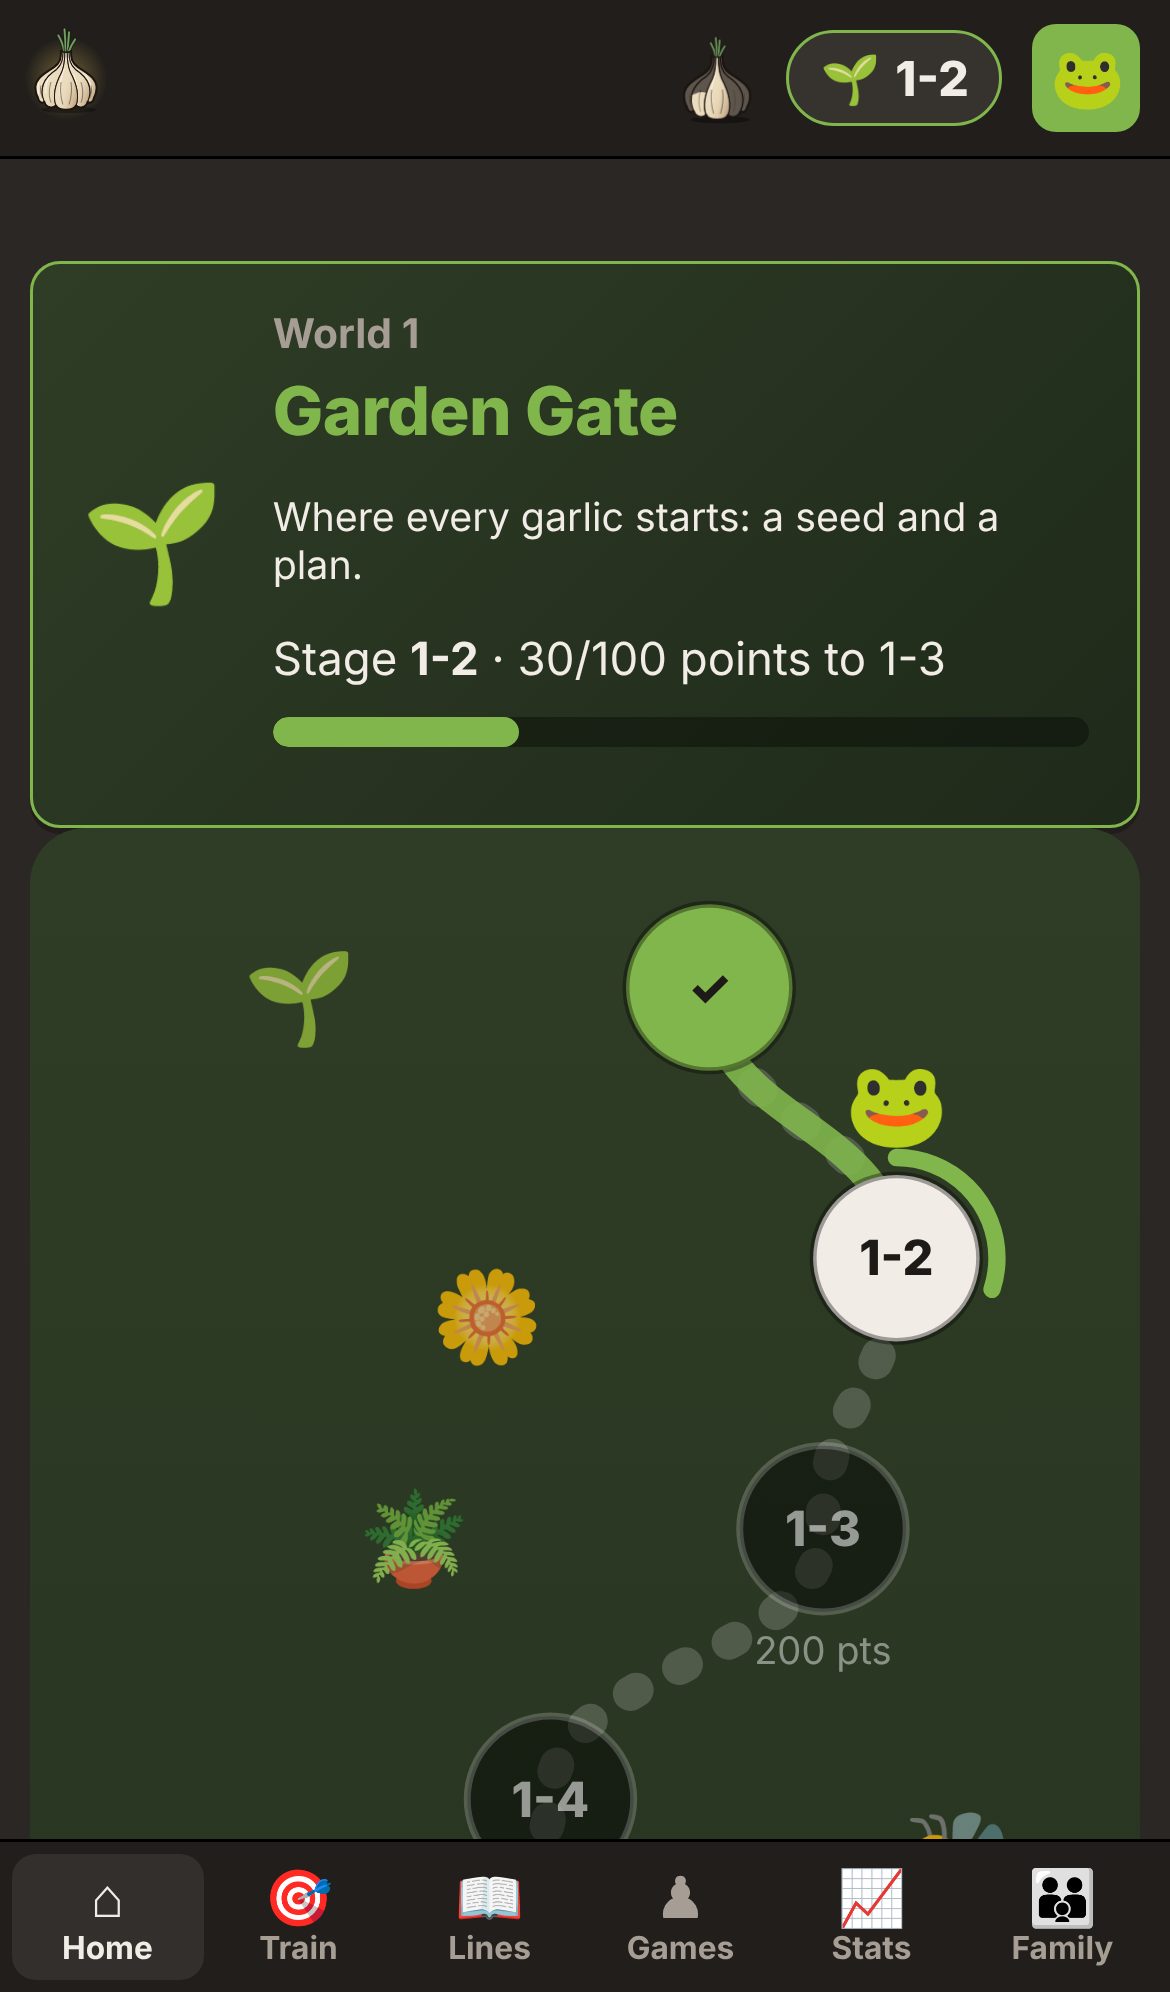 1-2
World 1
Garden Gate
Where every garlic starts: a seed and a
plan.
Stage 1-2 · 30/100 points to 1-3
1-2
1-3
200 pts
1-4
Home
Train
Lines
Games
Stats
Family